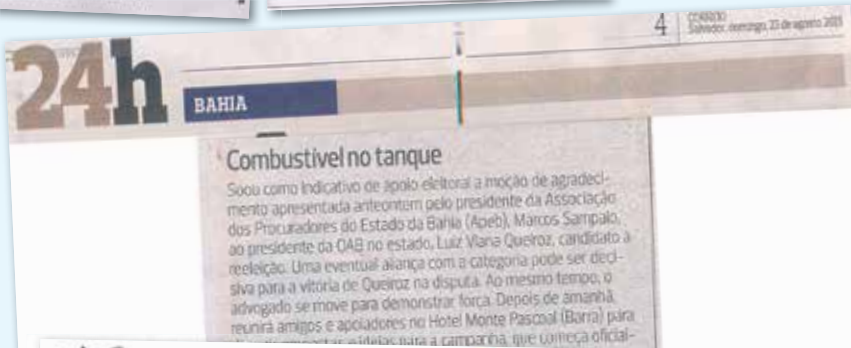 4
CORREIO
Salvador, domingo, 23 de agosto 2015
24h
BAHIA
Combustível no tanque
Soou como indicativo de apoio eleitoral a moção de agradeci-
mento apresentada anteontem pelo presidente da Associação
dos Procuradores do Estado da Bahia (Apeb), Marcos Sampaio,
ao presidente da OAB no estado, Luiz Viana Queiroz, candidato à
reeleição. Uma eventual aliança com a categoria pode ser deci-
siva para a vitória de Queiroz na disputa. Ao mesmo tempo, o
advogado se move para demonstrar força. Depois de amanhã,
reunirá amigos e apoiadores no Hotel Monte Pascoal (Barra) para
ideias para a campanha, que começa oficial-